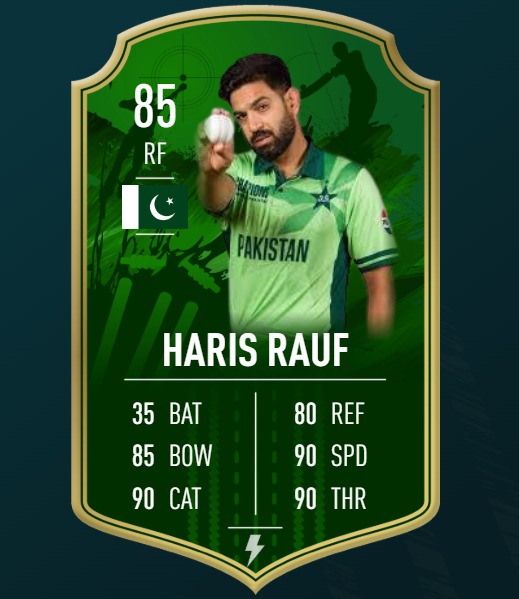 85
RF
PAKISTAN
HARIS RAUF
35 BAT
85 BOW
90 CAT
80 REF
90 SPD
90 THR